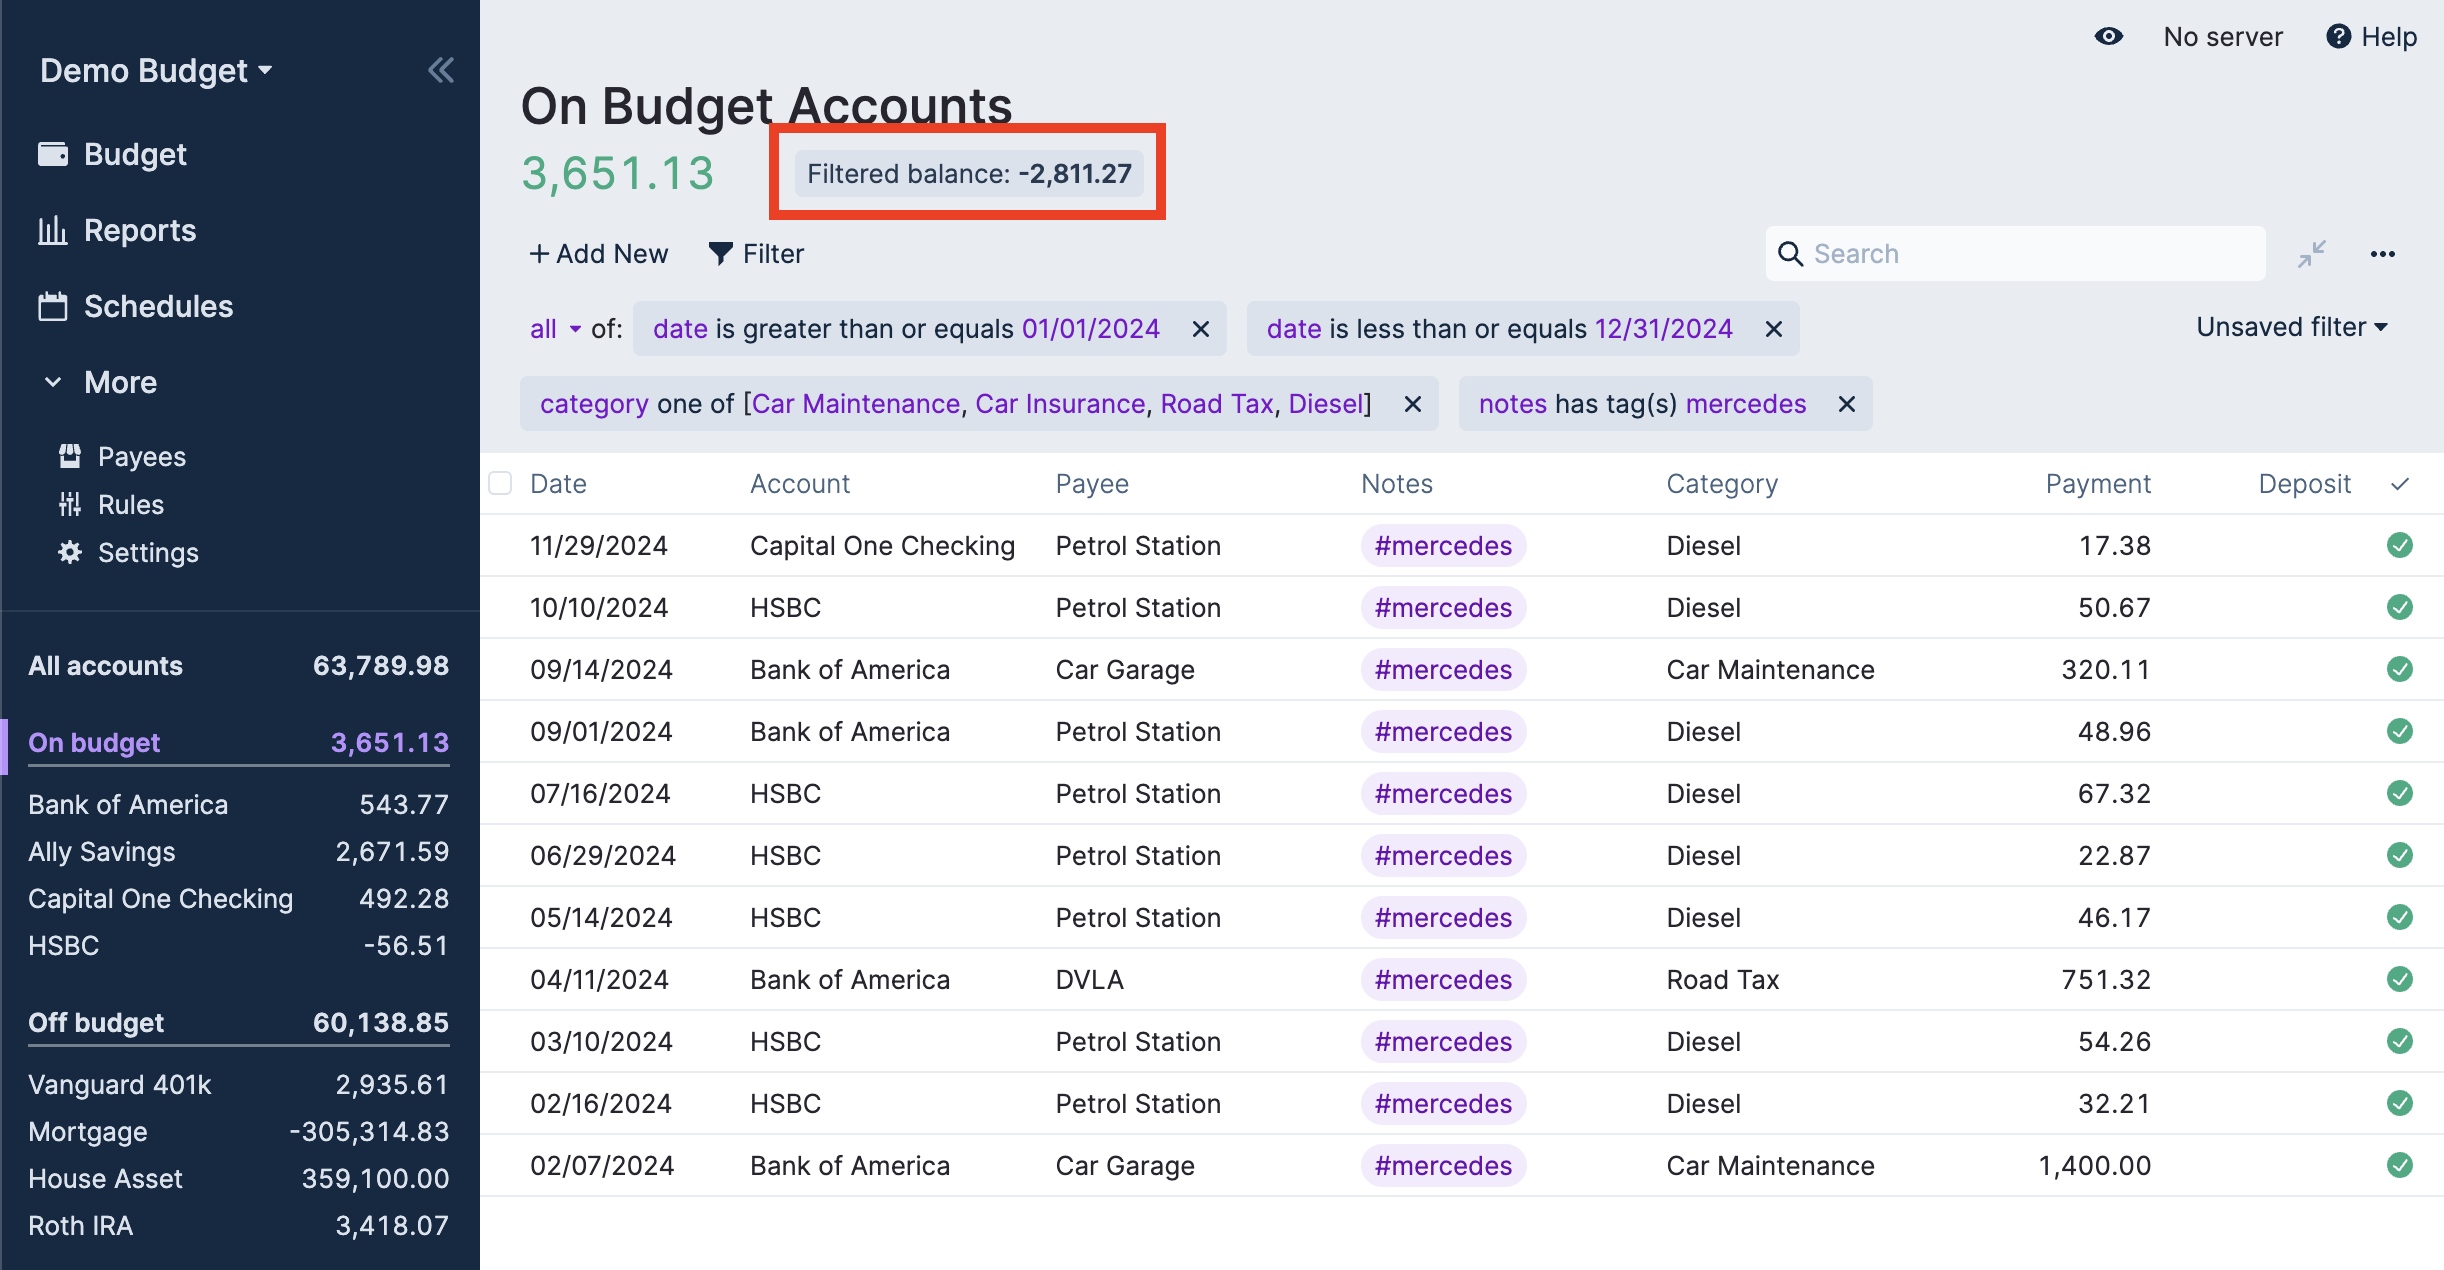 Demo Budget
Budget
Reports
Schedules
More
Payees
Rules
Settings
All accounts 63,789.98
On budget 3,651.13
Bank of America 543.77
Ally Savings 2,671.59
Capital One Checking 492.28
HSBC -56.51
Off budget 60,138.85
Vanguard 401k 2,935.61
Mortgage -305,314.83
House Asset 359,100.00
Roth IRA 3,418.07
No server ? Help
On Budget Accounts
3,651.13 Filtered balance: -2,811.27
+ Add New Filter Search •••
all of: date is greater than or equals 01/01/2024 × date is less than or equals 12/31/2024 × Unsaved filter
category one of [Car Maintenance, Car Insurance, Road Tax, Diesel] × notes has tag(s) mercedes ×
Date Account Payee Notes Category Payment Deposit
11/29/2024 Capital One Checking Petrol Station #mercedes Diesel 17.38
10/10/2024 HSBC Petrol Station #mercedes Diesel 50.67
09/14/2024 Bank of America Car Garage #mercedes Car Maintenance 320.11
09/01/2024 Bank of America Petrol Station #mercedes Diesel 48.96
07/16/2024 HSBC Petrol Station #mercedes Diesel 67.32
06/29/2024 HSBC Petrol Station #mercedes Diesel 22.87
05/14/2024 HSBC Petrol Station #mercedes Diesel 46.17
04/11/2024 Bank of America DVLA #mercedes Road Tax 751.32
03/10/2024 HSBC Petrol Station #mercedes Diesel 54.26
02/16/2024 HSBC Petrol Station #mercedes Diesel 32.21
02/07/2024 Bank of America Car Garage #mercedes Car Maintenance 1,400.00